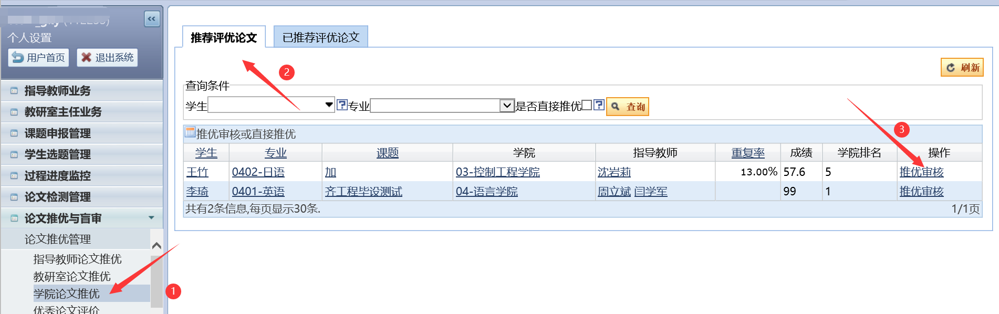 个人设置
用户首页 退出系统
指导教师业务
教研室主任业务
课题申报管理
学生选题管理
过程进度监控
论文检测管理
论文推优与盲审
论文推优管理
指导教师论文推优
教研室论文推优
学院论文推优
优秀论文评价
1
推荐评优论文 已推荐评优论文
2
刷新
查询条件
学生 专业 是否直接推优 查询
3
推优审核或直接推优
学生 专业 课题 学院 指导教师 重复率 成绩 学院排名 操作
王竹 0402-日语 加 03-控制工程学院 沈岩莉 13.00% 57.6 5 推优审核
李琦 0401-英语 齐工程毕设测试 04-语言学院 周立斌 闫学军 99 1 推优审核
共有2条信息,每页显示30条. 1/1页